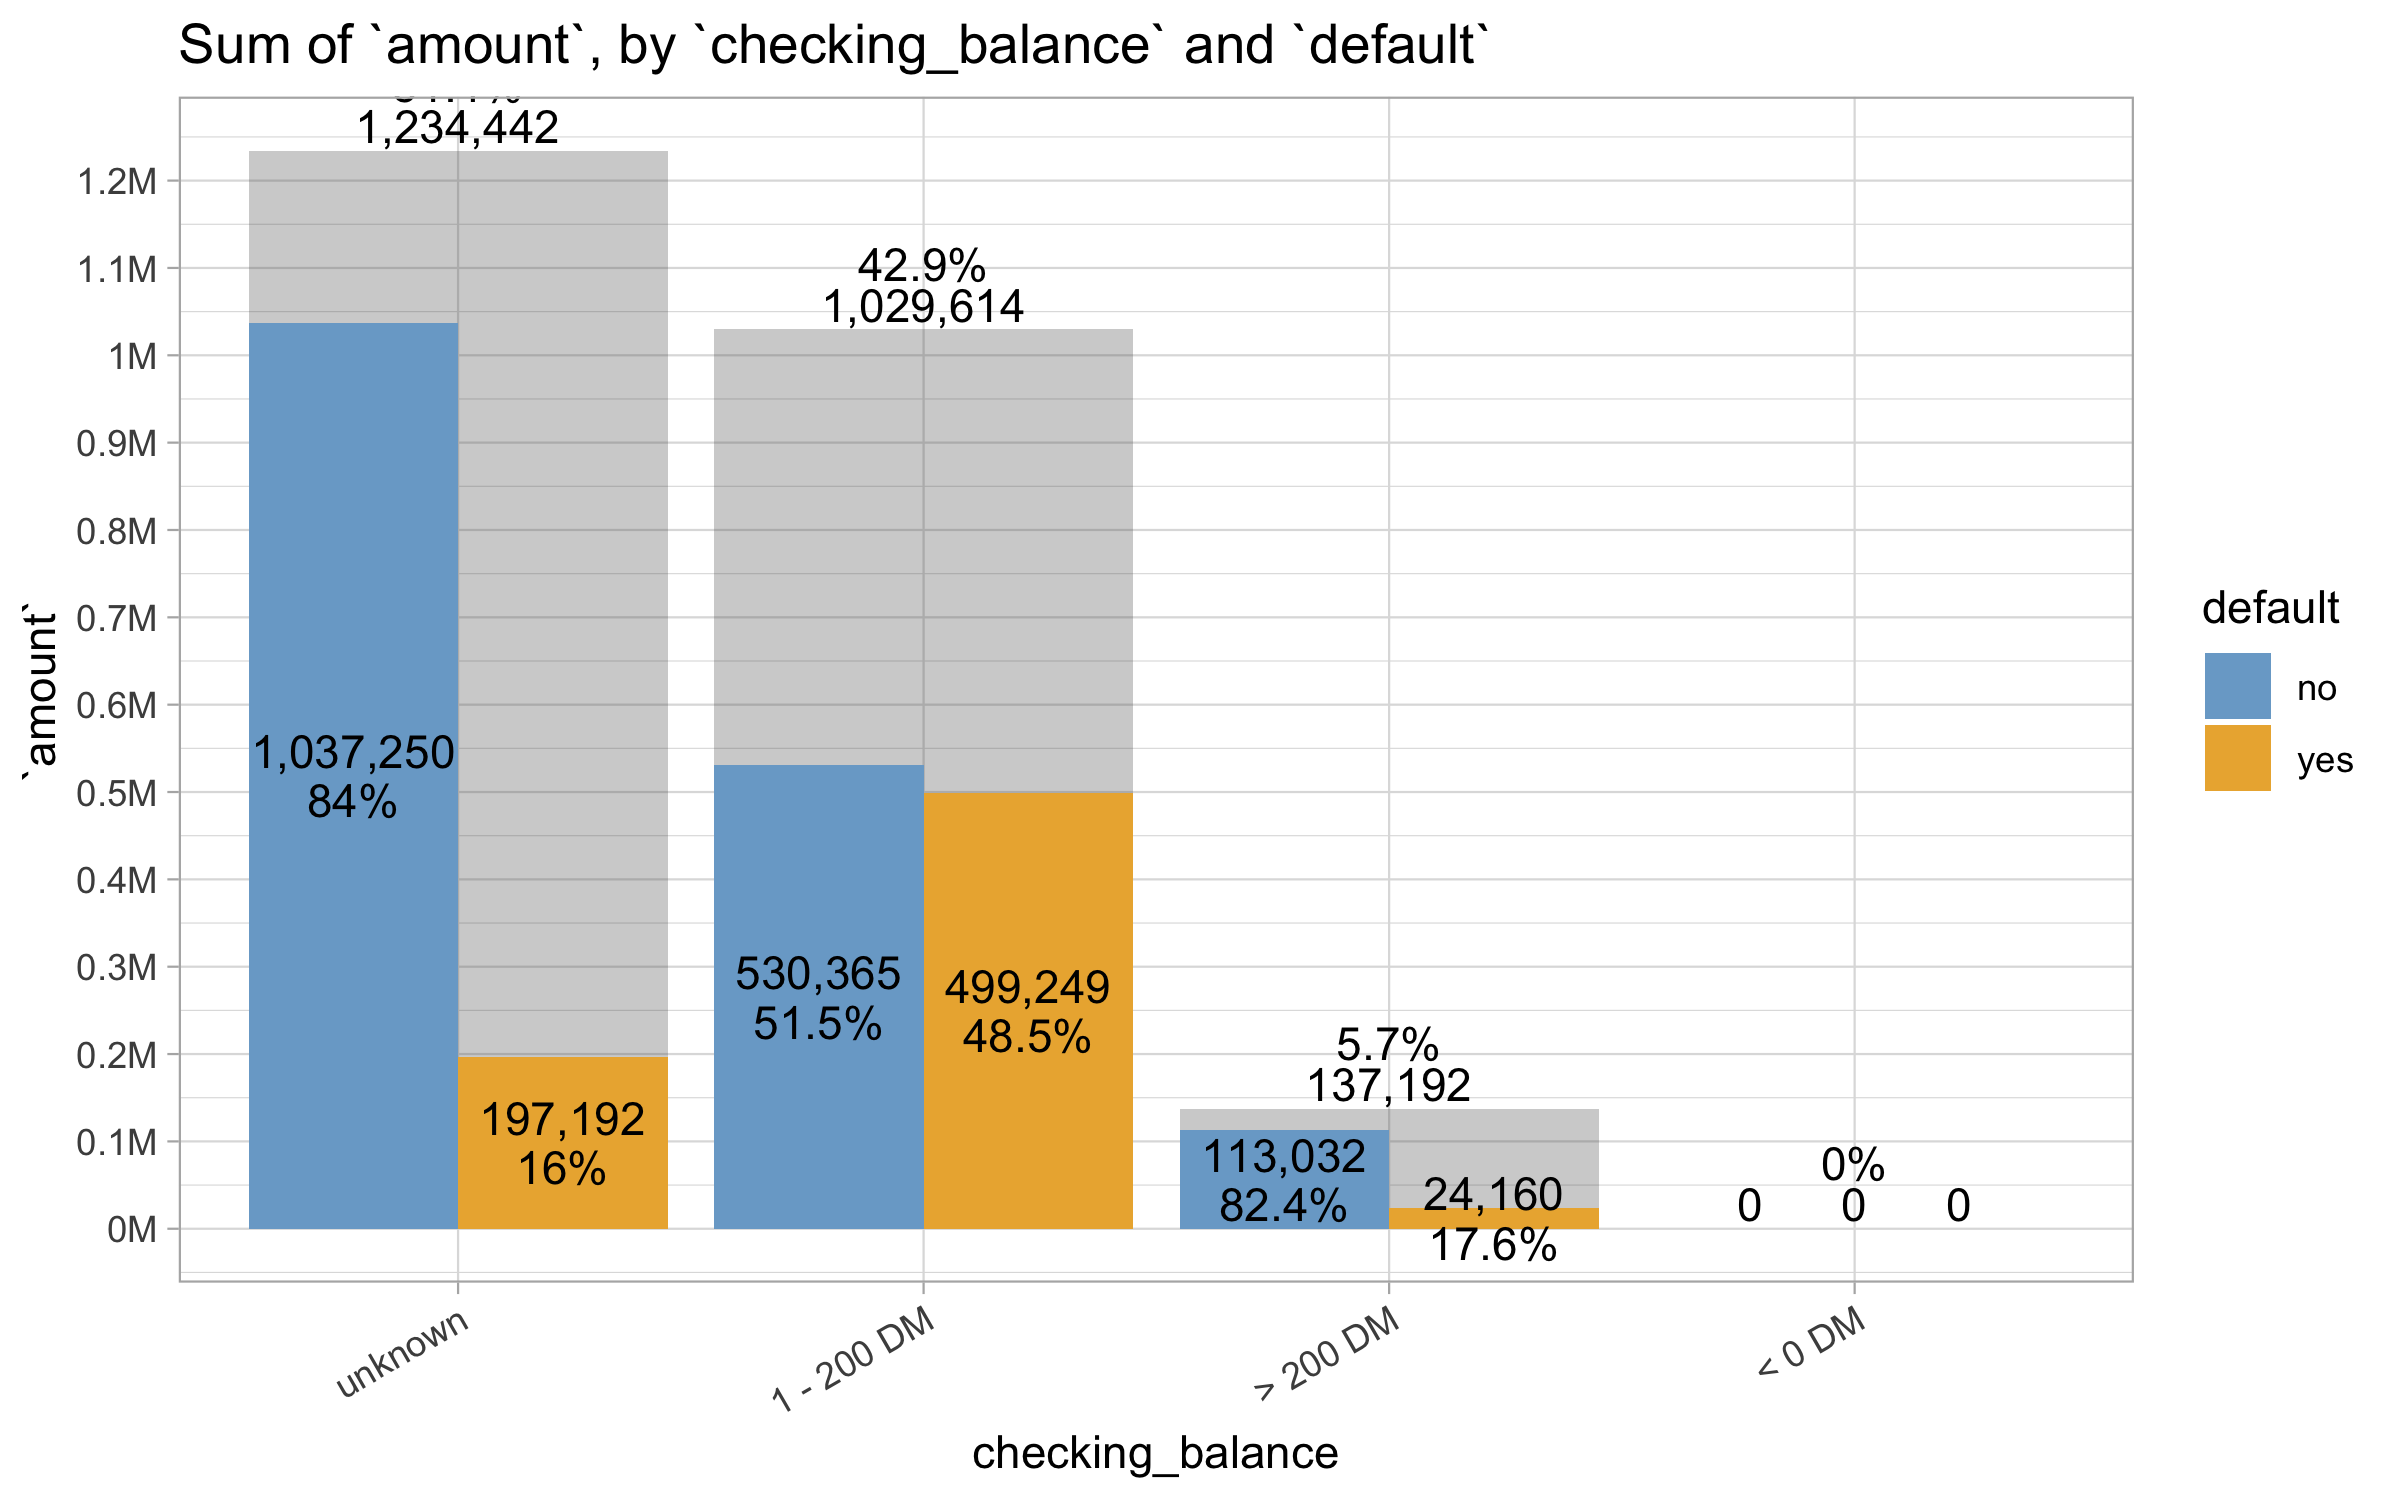 Sum of `amount`, by `checking_balance` and `default`
1,234,442
42.9%
1,029,614
1.2M
1.1M
1M
0.9M
0.8M
0.7M
0.6M
0.5M
0.4M
0.3M
0.2M
0.1M
0M
`amount`
1,037,250
84%
197,192
16%
530,365
51.5%
499,249
48.5%
5.7%
137,192
113,032
82.4%
24,160
17.6%
0%
0 0 0
default
no
yes
unknown
1 - 200 DM
> 200 DM
< 0 DM
checking_balance